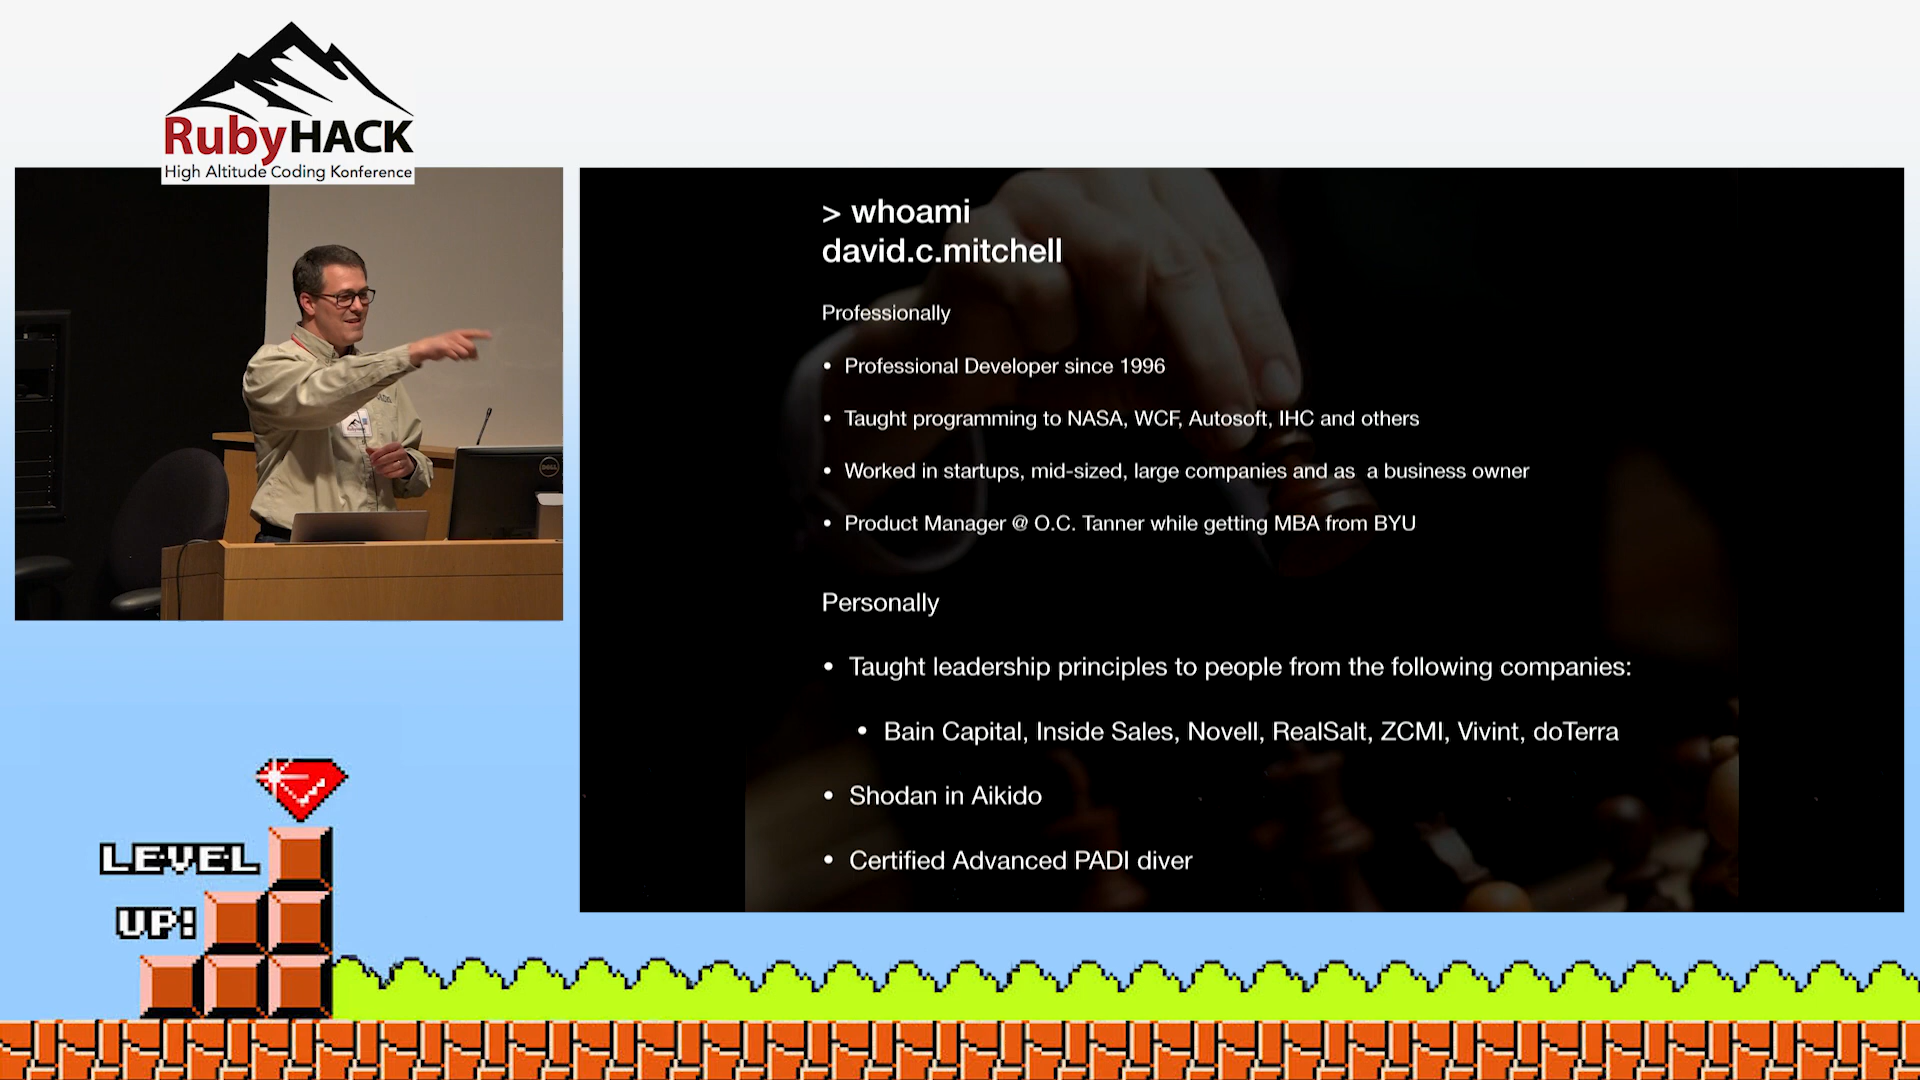 RubyHACK
High Altitude Coding Konference
> whoami
david.c.mitchell
Professionally
• Professional Developer since 1996
• Taught programming to NASA, WCF, Autosoft, IHC and others
• Worked in startups, mid-sized, large companies and as a business owner
• Product Manager @ O.C. Tanner while getting MBA from BYU
Personally
• Taught leadership principles to people from the following companies:
• Bain Capital, Inside Sales, Novell, RealSalt, ZCMI, Vivint, doTerra
• Shodan in Aikido
• Certified Advanced PADI diver
DELL
LEVEL
UP!